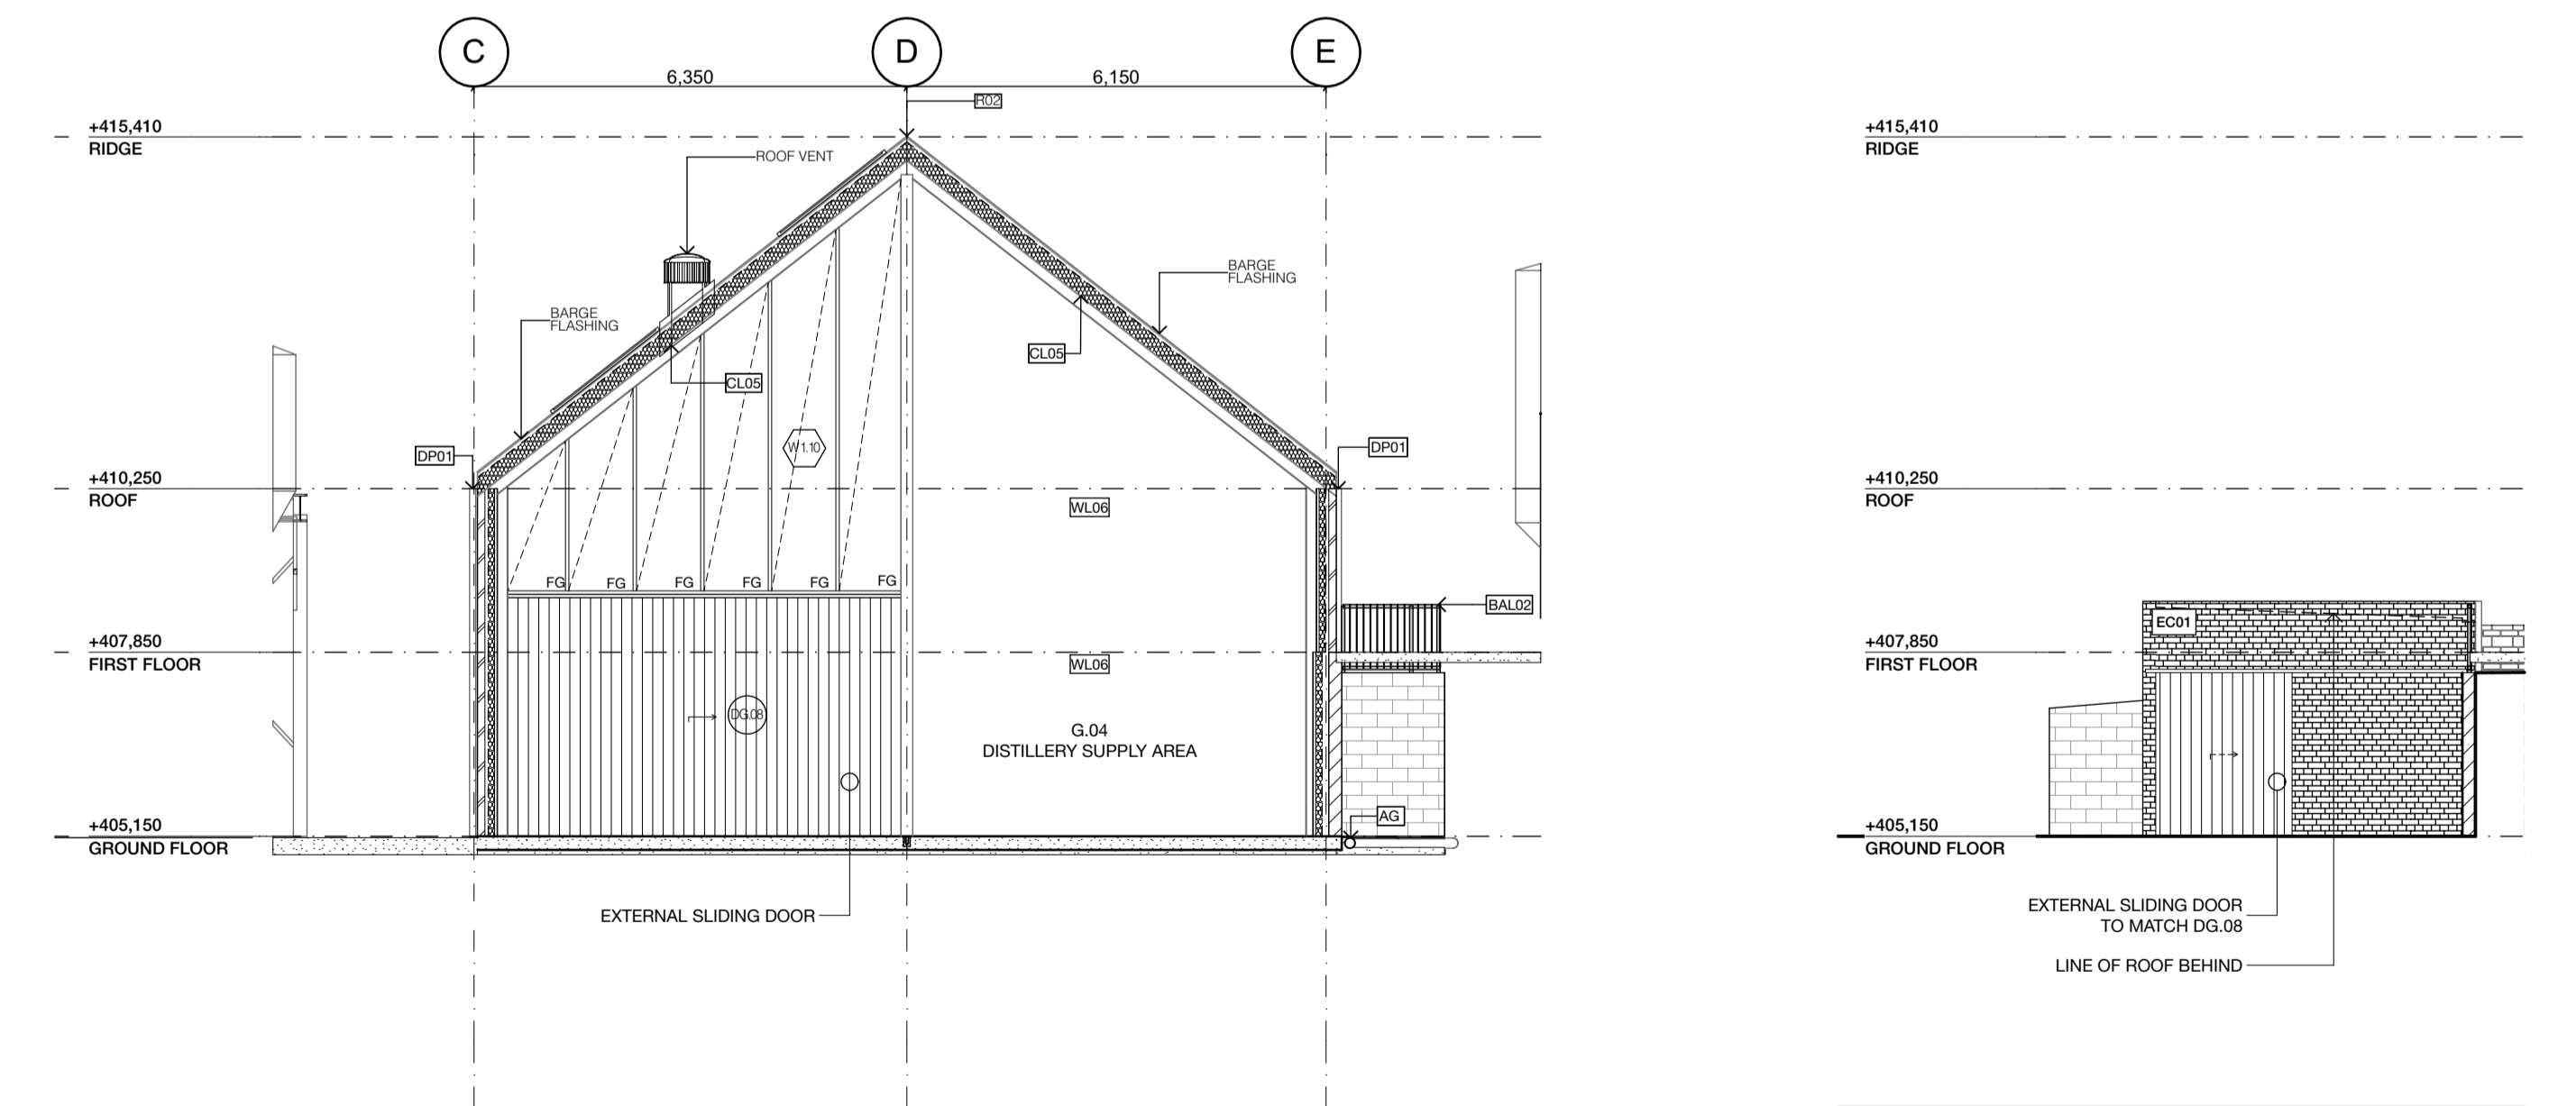 C
D
E
6,350
6,150
R02
+415,410
RIDGE
ROOF VENT
BARGE
FLASHING
BARGE
FLASHING
CL05
CL05
W1.10
DP01
DP01
+410,250
ROOF
WL06
FG
FG
FG
FG
FG
FG
BAL02
+407,850
FIRST FLOOR
WL06
DG.08
G.04
DISTILLERY SUPPLY AREA
AG
+405,150
GROUND FLOOR
EXTERNAL SLIDING DOOR
+415,410
RIDGE
+410,250
ROOF
EC01
+407,850
FIRST FLOOR
+405,150
GROUND FLOOR
EXTERNAL SLIDING DOOR
TO MATCH DG.08
LINE OF ROOF BEHIND